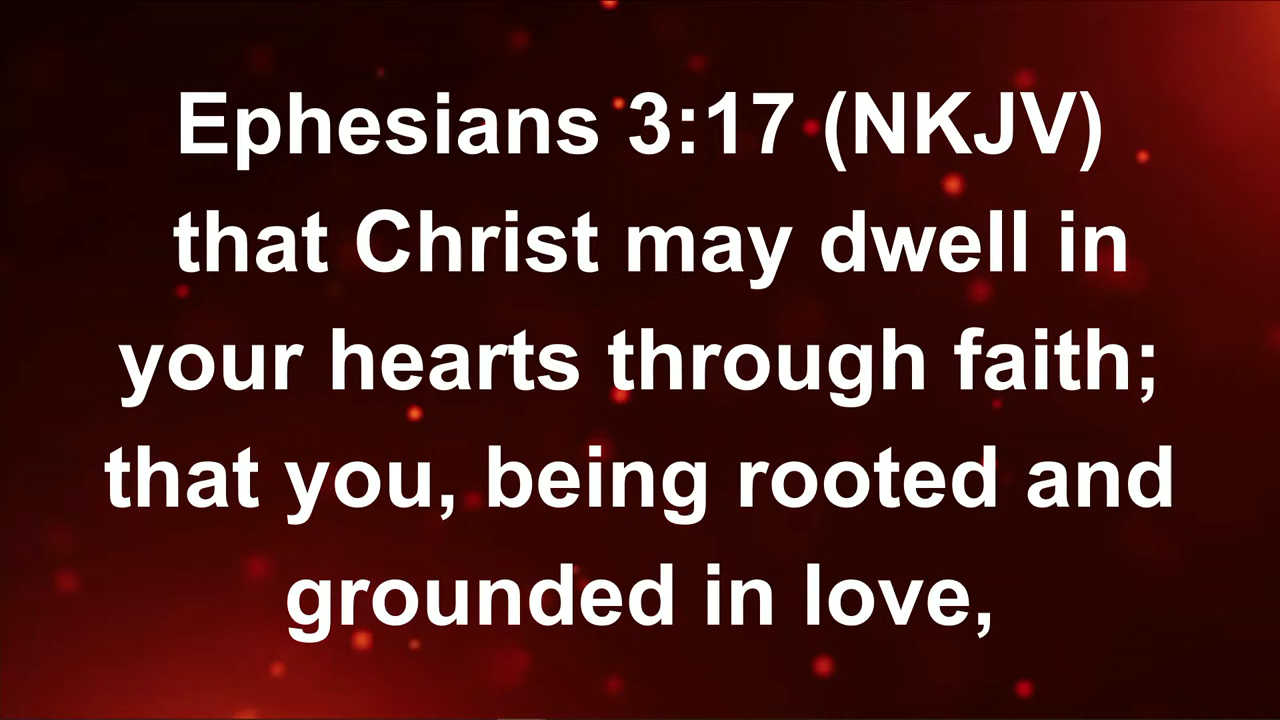 Ephesians 3:17 (NKJV)
that Christ may dwell in
your hearts through faith;
that you, being rooted and
grounded in love,